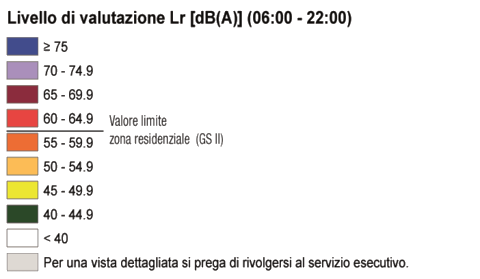 Livello di valutazione Lr [dB(A)] (06:00 - 22:00)
≥ 75
70 - 74.9
65 - 69.9
60 - 64.9
Valore limite
zona residenziale (GS II)
55 - 59.9
50 - 54.9
45 - 49.9
40 - 44.9
< 40
Per una vista dettagliata si prega di rivolgersi al servizio esecutivo.